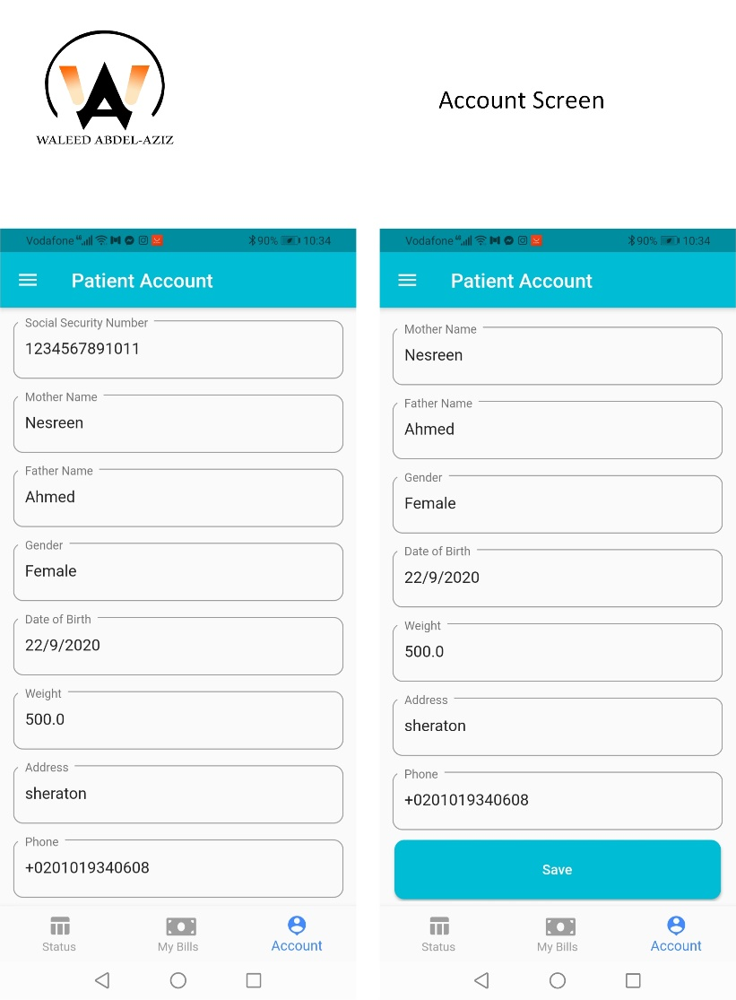 WALEED ABDEL-AZIZ
Account Screen
Vodafone 4G 90% 10:34
Patient Account
Social Security Number
1234567891011
Mother Name
Nesreen
Father Name
Ahmed
Gender
Female
Date of Birth
22/9/2020
Weight
500.0
Address
sheraton
Phone
+0201019340608
Status
My Bills
Account
Vodafone 4G 90% 10:34
Patient Account
Mother Name
Nesreen
Father Name
Ahmed
Gender
Female
Date of Birth
22/9/2020
Weight
500.0
Address
sheraton
Phone
+0201019340608
Save
Status
My Bills
Account